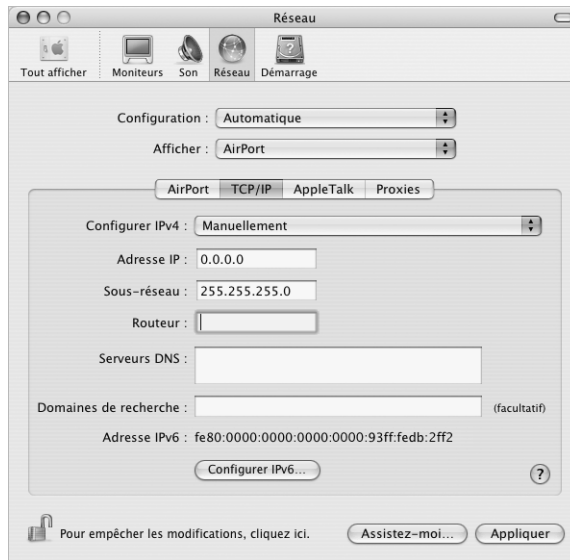 Réseau
Tout afficher Moniteurs Son Réseau Démarrage
Configuration : Automatique
Afficher : AirPort
AirPort TCP/IP AppleTalk Proxies
Configurer IPv4 : Manuellement
Adresse IP : 0.0.0.0
Sous-réseau : 255.255.255.0
Routeur :
Serveurs DNS :
Domaines de recherche : (facultatif)
Adresse IPv6 : fe80:0000:0000:0000:0000:93ff:fedb:2ff2
Configurer IPv6... ?
Pour empêcher les modifications, cliquez ici. Assistez-moi... Appliquer